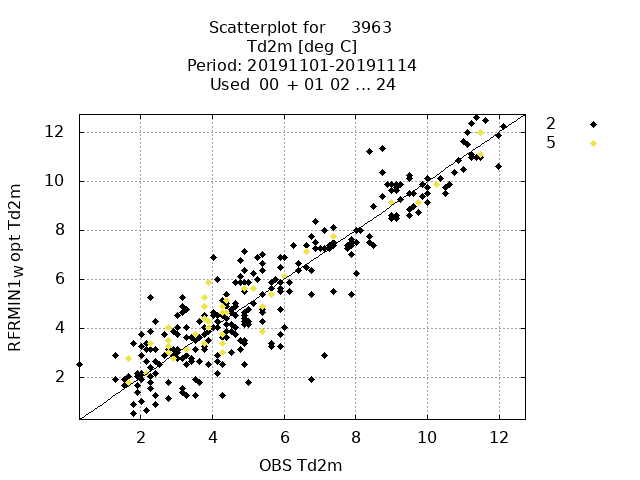 Scatterplot for 3963
Td2m [deg C]
Period: 20191101-20191114
Used 00 + 01 02 ... 24
RFRMIN1w opt Td2m
12
10
8
6
4
2
2
4
6
8
10
12
OBS Td2m
2
5